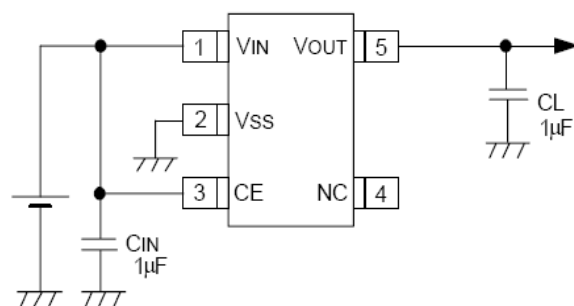 1 VIN VOUT 5
2 VSS
3 CE NC 4
CIN
1µF
CL
1µF